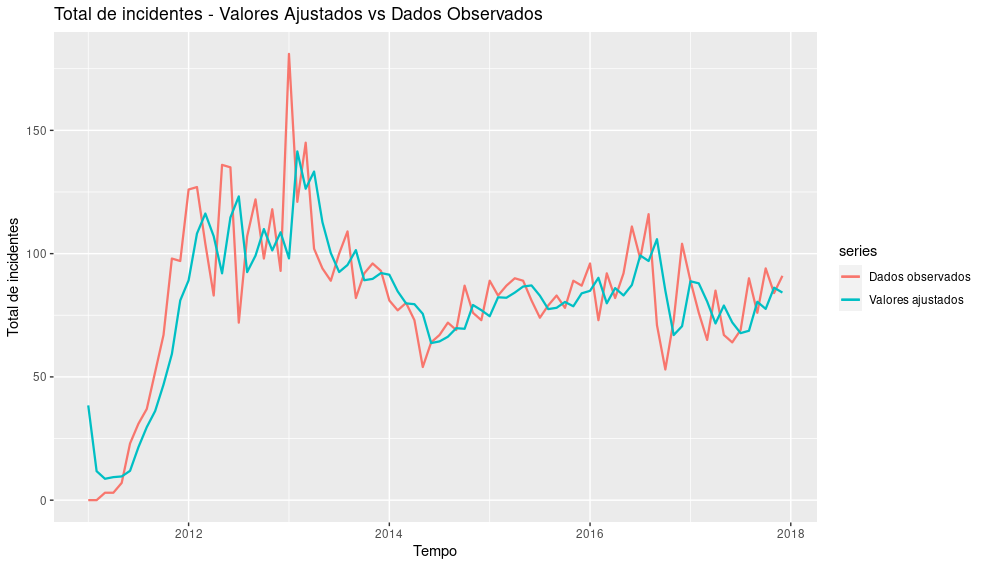 Total de incidentes - Valores Ajustados vs Dados Observados
Total de incidentes
150
100
50
0
2012
2014
2016
2018
Tempo
series
Dados observados
Valores ajustados